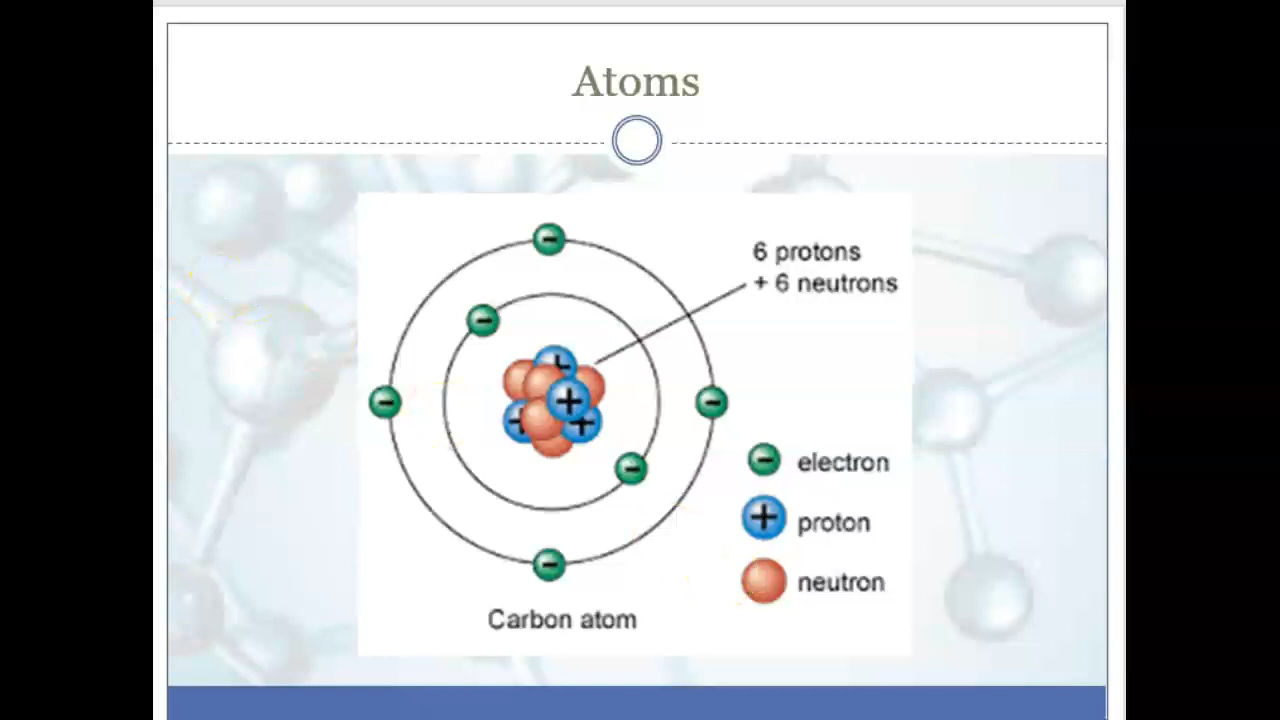 Atoms
6 protons
+ 6 neutrons
electron
proton
neutron
Carbon atom